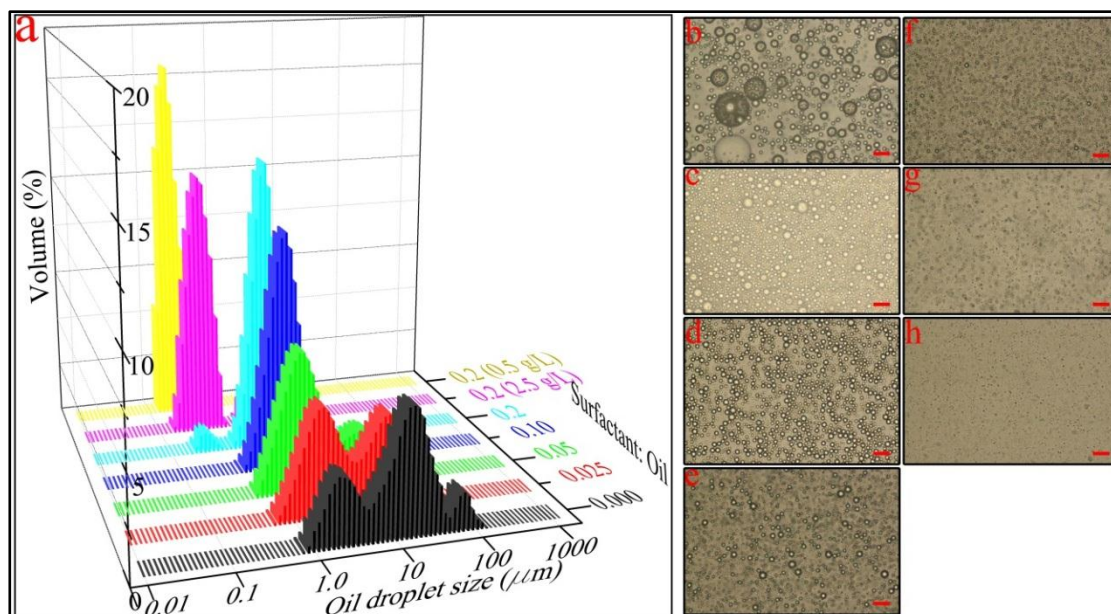 a
20
15
10
5
0
Volume (%)
0.01
0.1
1.0
10
100
1000
Oil droplet size (μm)
0.2 (0.5 g/L)
0.2 (2.5 g/L)
0.2
0.10
0.05
0.025
0.000
Surfactant: Oil
b
c
d
e
f
g
h